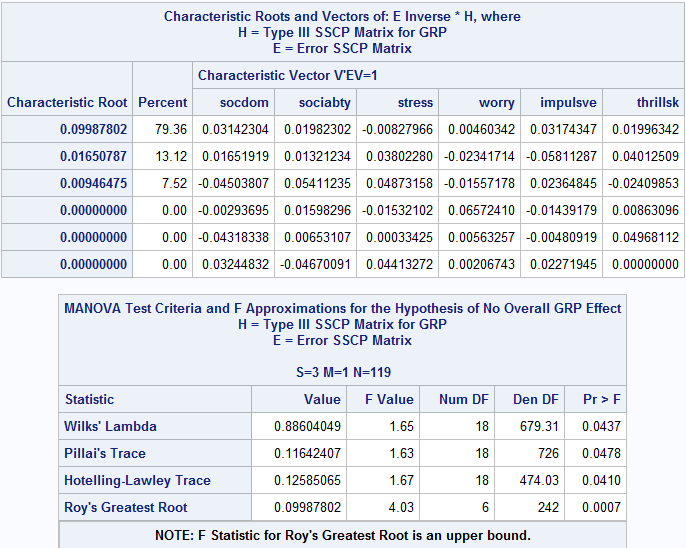 Characteristic Roots and Vectors of: E Inverse * H, where
H = Type III SSCP Matrix for GRP
E = Error SSCP Matrix
Characteristic Vector V'EV=1
Characteristic Root Percent socdom sociabty stress worry impulsve thrillsk
0.09987802 79.36 0.03142304 0.01982302 -0.00827966 0.00460342 0.03174347 0.01996342
0.01650787 13.12 0.01651919 0.01321234 0.03802280 -0.02341714 -0.05811287 0.04012509
0.00946475 7.52 -0.04503807 0.05411235 0.04873158 -0.01557178 0.02364845 -0.02409853
0.00000000 0.00 -0.00293695 0.01598296 -0.01532102 0.06572410 -0.01439179 0.00863096
0.00000000 0.00 -0.04318338 0.00653107 0.00033425 0.00563257 -0.00480919 0.04968112
0.00000000 0.00 0.03244832 -0.04670091 0.04413272 0.00206743 0.02271945 0.00000000
MANOVA Test Criteria and F Approximations for the Hypothesis of No Overall GRP Effect
H = Type III SSCP Matrix for GRP
E = Error SSCP Matrix
S=3 M=1 N=119
Statistic Value F Value Num DF Den DF Pr > F
Wilks' Lambda 0.88604049 1.65 18 679.31 0.0437
Pillai's Trace 0.11642407 1.63 18 726 0.0478
Hotelling-Lawley Trace 0.12585065 1.67 18 474.03 0.0410
Roy's Greatest Root 0.09987802 4.03 6 242 0.0007
NOTE: F Statistic for Roy's Greatest Root is an upper bound.